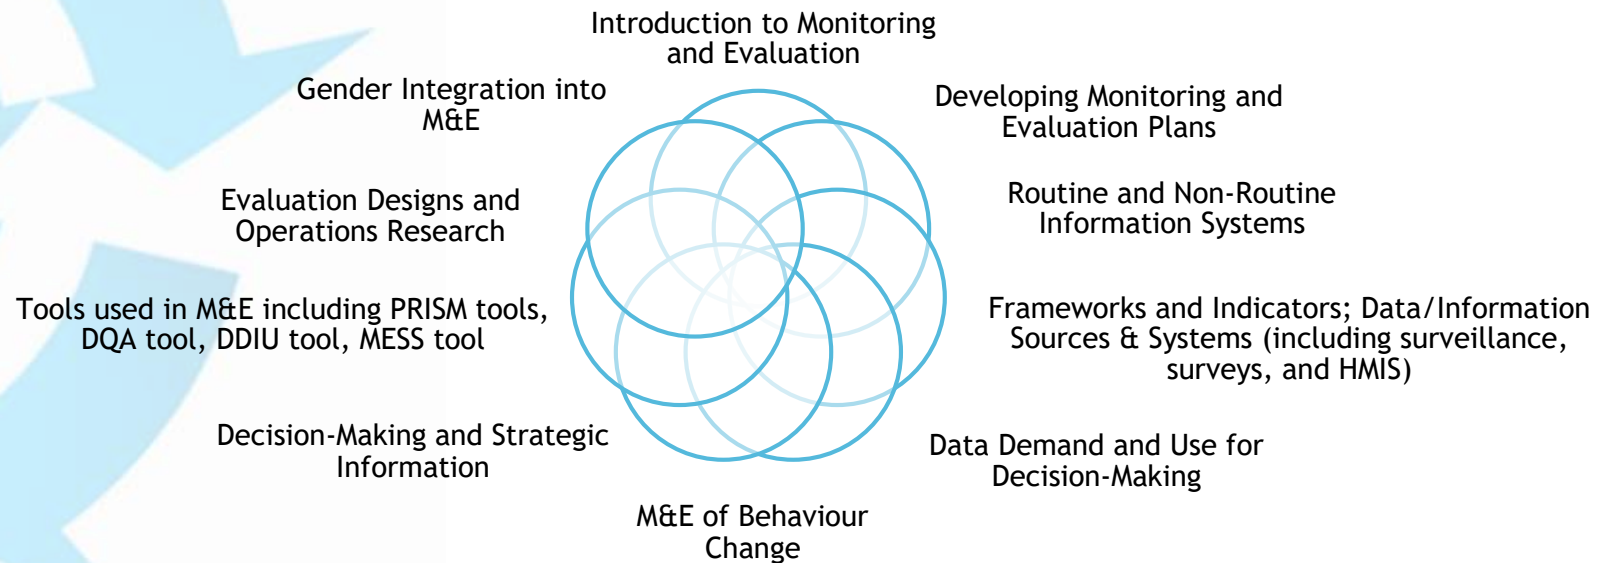 Introduction to Monitoring
and Evaluation
Developing Monitoring and
Evaluation Plans
Routine and Non-Routine
Information Systems
Frameworks and Indicators; Data/Information
Sources & Systems (including surveillance,
surveys, and HMIS)
Data Demand and Use for
Decision-Making
M&E of Behaviour
Change
Decision-Making and Strategic
Information
Tools used in M&E including PRISM tools,
DQA tool, DDIU tool, MESS tool
Evaluation Designs and
Operations Research
Gender Integration into
M&E